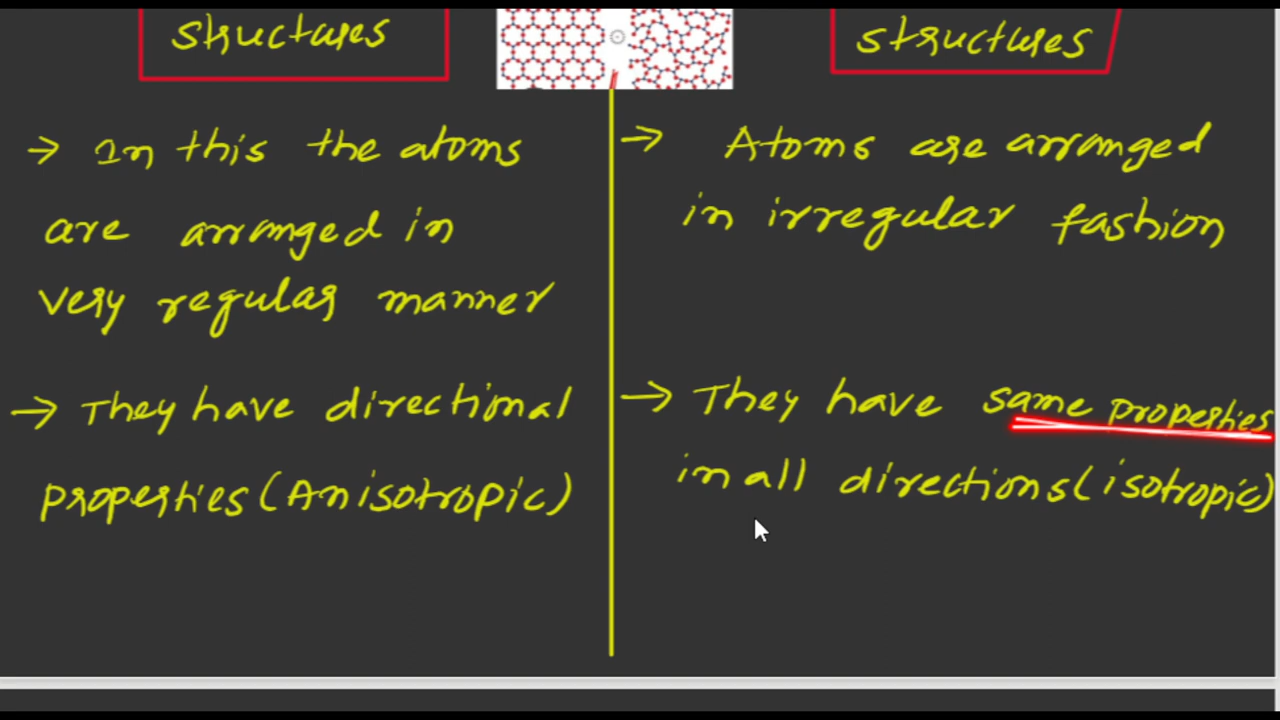 structures
→ In this the atoms
are arranged in
very regular manner
→ They have directional
properties (Anisotropic)
structures
→ Atoms are arranged
in irregular fashion
→ They have same properties
in all directions (isotropic)